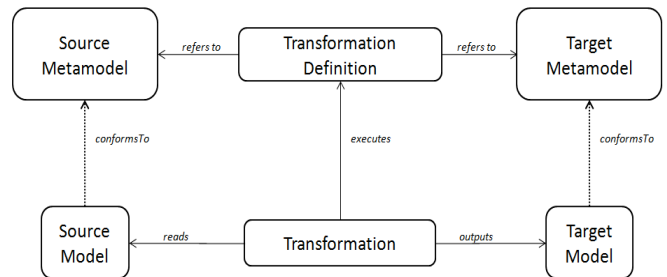 Source
Metamodel
refers to
Transformation
Definition
refers to
Target
Metamodel
conformsTo
executes
conformsTo
Source
Model
reads
Transformation
outputs
Target
Model